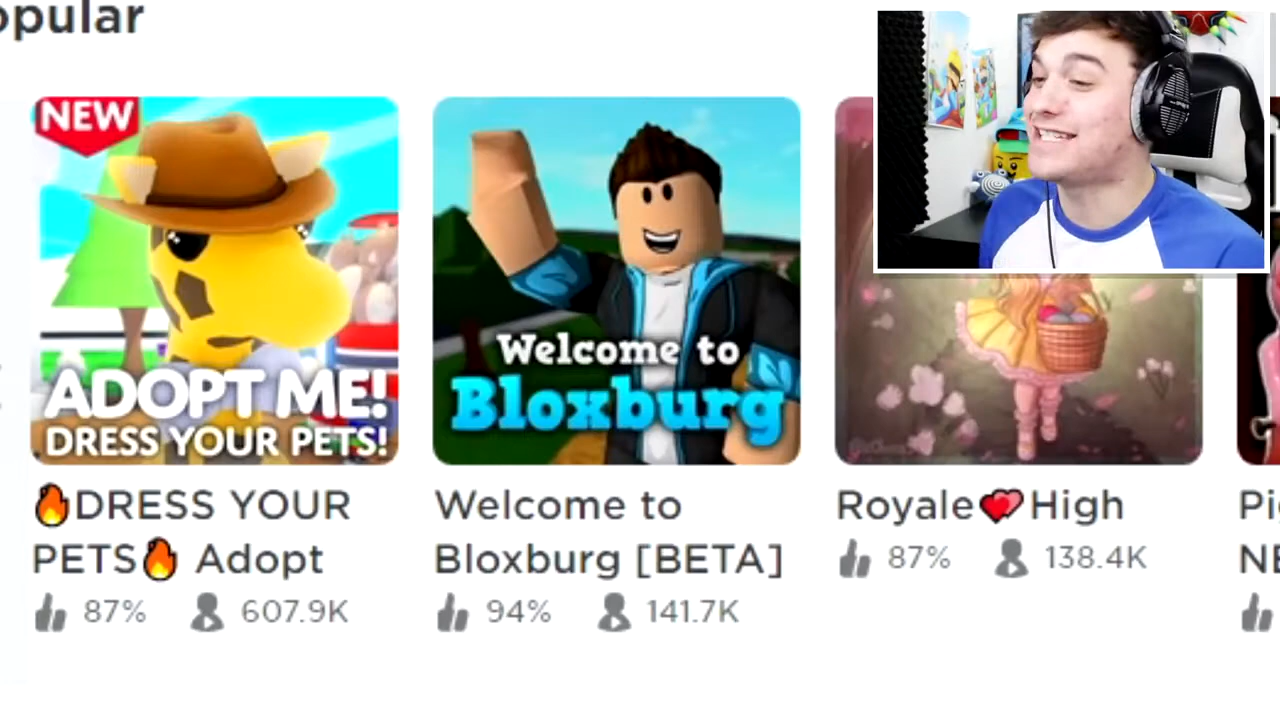 opular
NEW
ADOPT ME!
DRESS YOUR PETS!
Welcome to
Bloxburg
🔥DRESS YOUR
PETS🔥 Adopt
87% 607.9K
Welcome to
Bloxburg [BETA]
94% 141.7K
Royale💕High
87% 138.4K